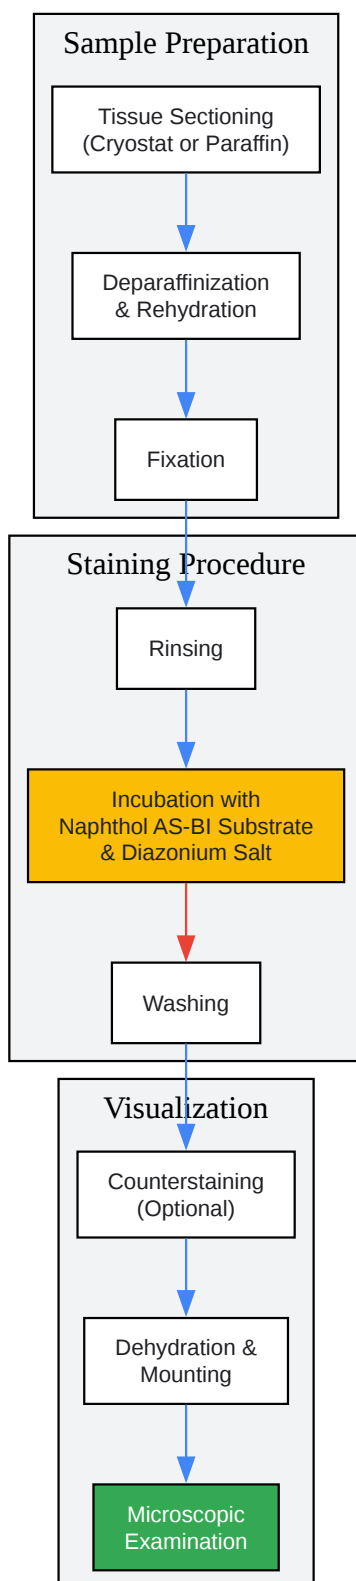 Sample Preparation
Tissue Sectioning
(Cryostat or Paraffin)
Deparaffinization
& Rehydration
Fixation
Staining Procedure
Rinsing
Incubation with
Naphthol AS-BI Substrate
& Diazonium Salt
Washing
Visualization
Counterstaining
(Optional)
Dehydration &
Mounting
Microscopic
Examination